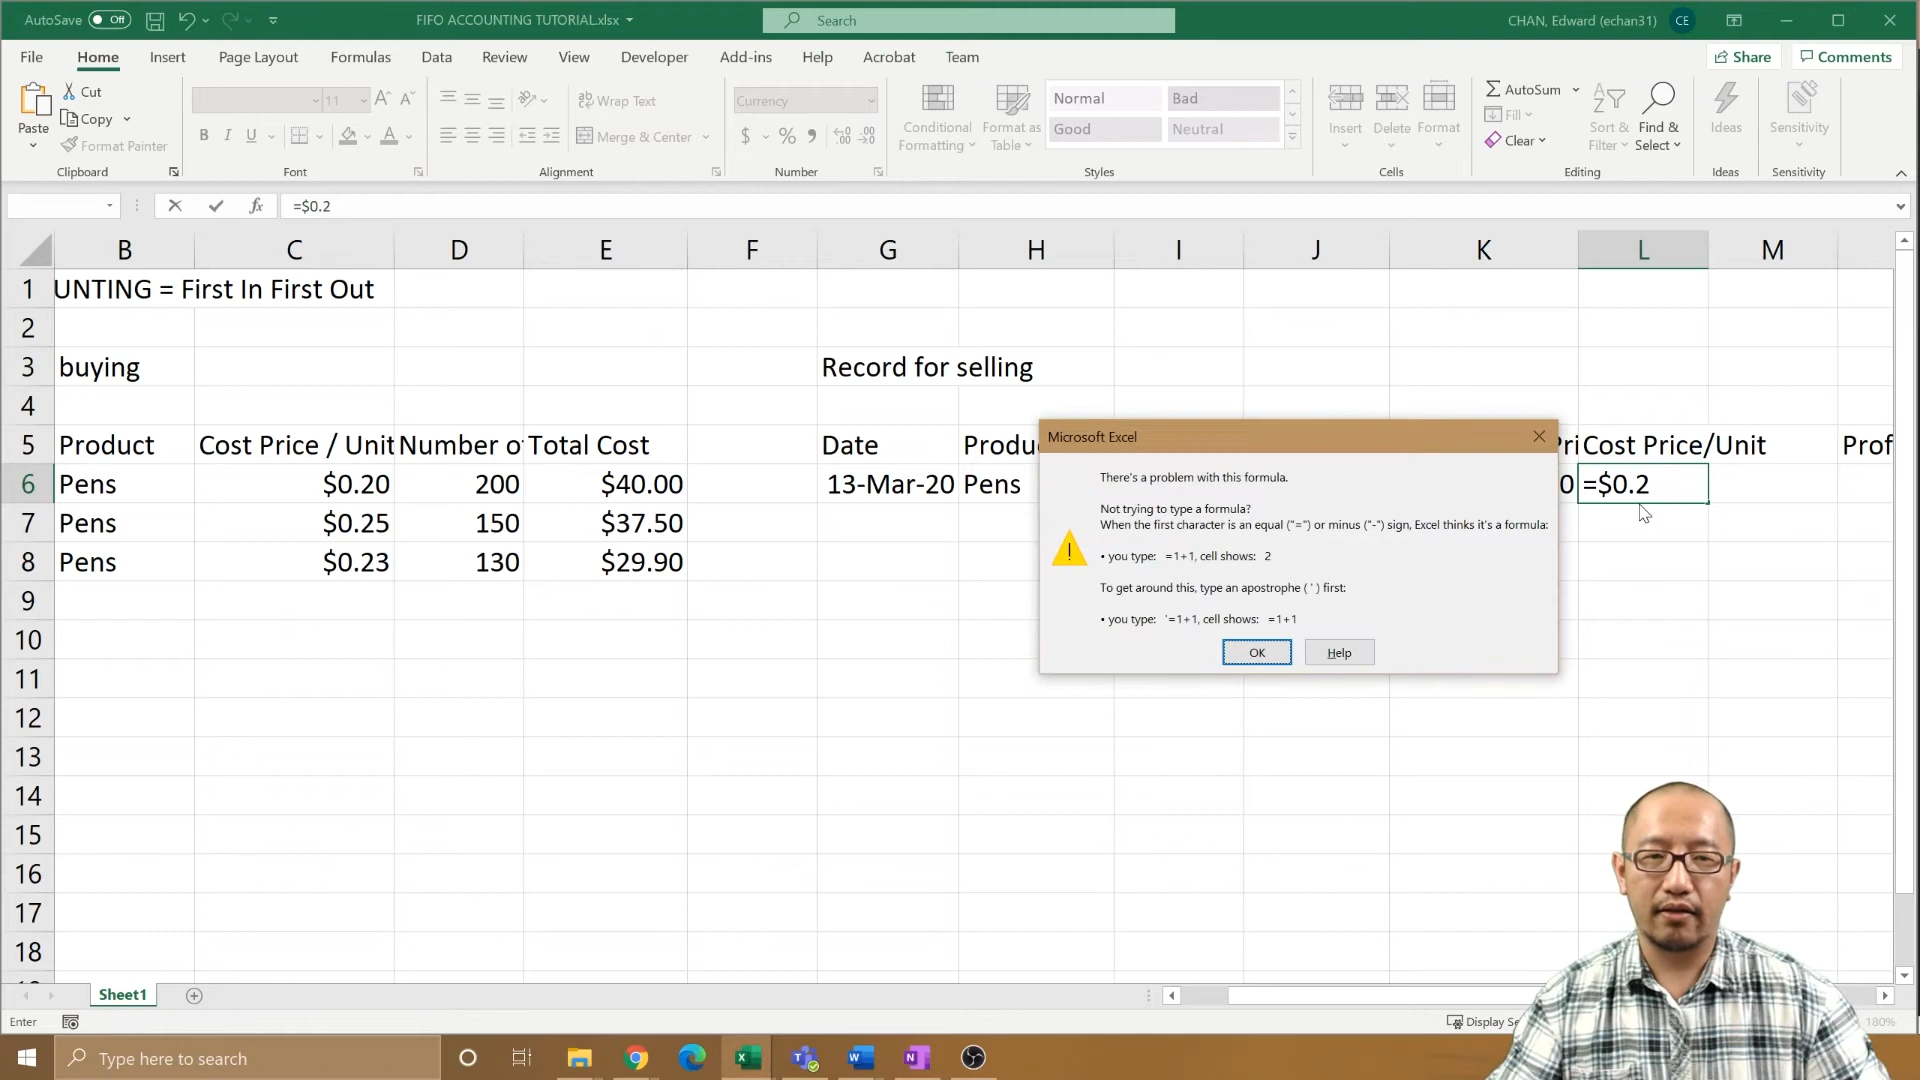 AutoSave Off FIFO ACCOUNTING TUTORIAL.xlsx Search CHAN, Edward (echan31) CE
File Home Insert Page Layout Formulas Data Review View Developer Add-ins Help Acrobat Team Share Comments
Paste
Cut
Copy
Format Painter
Clipboard
11
B I U
Font
Wrap Text
Merge & Center
Alignment
Currency
$ % ,
Number
Conditional Formatting
Format as Table
Normal Bad
Good Neutral
Styles
Insert Delete Format
Cells
AutoSum
Fill
Clear
Sort & Filter
Find & Select
Editing
Ideas
Ideas
Sensitivity
Sensitivity
fx =$0.2
B C D E F G H I J K L M
1 UNTING = First In First Out
2
3 buying Record for selling
4
5 Product Cost Price / Unit Number o Total Cost Date Produ Pri Cost Price/Unit Prof
6 Pens $0.20 200 $40.00 13-Mar-20 Pens 0 =$0.2
7 Pens $0.25 150 $37.50
8 Pens $0.23 130 $29.90
9
10
11
12
13
14
15
16
17
18
Microsoft Excel
There's a problem with this formula.
Not trying to type a formula?
When the first character is an equal ("=") or minus ("-") sign, Excel thinks it's a formula:
• you type: =1+1, cell shows: 2
To get around this, type an apostrophe ( ' ) first:
• you type: '=1+1, cell shows: =1+1
OK Help
Sheet1
Enter Display Se 180%
Type here to search